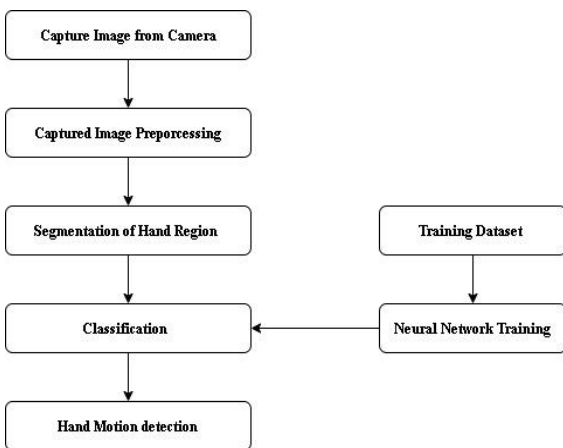 Capture Image from Camera
Captured Image Preporcessing
Segmentation of Hand Region
Training Dataset
Classification
Neural Network Training
Hand Motion detection